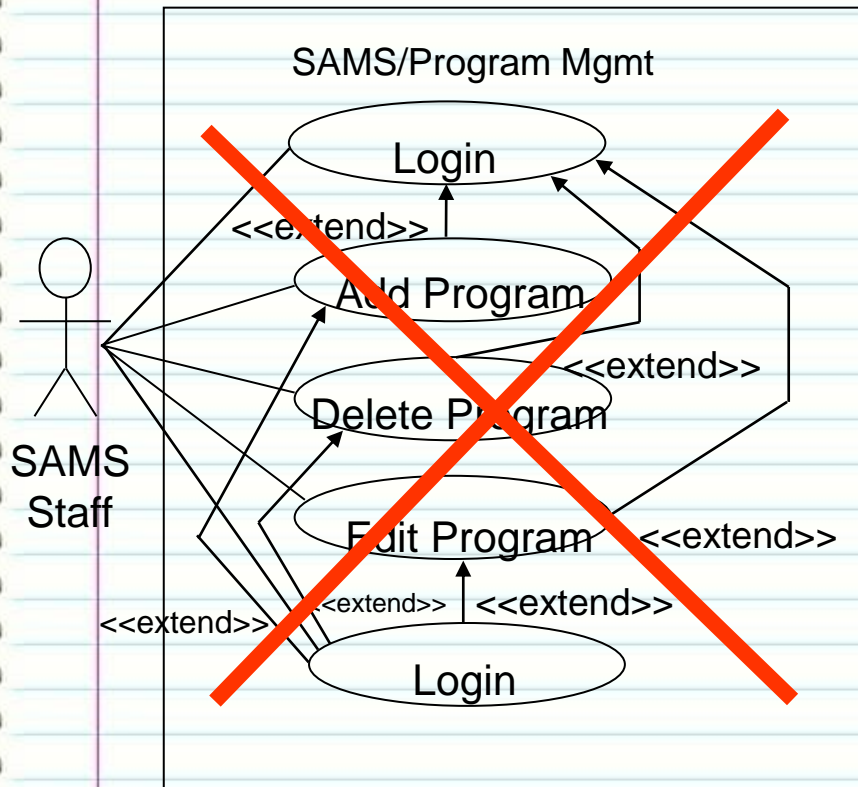 SAMS/Program Mgmt
Login
<<extend>>
Add Program
<<extend>>
Delete Program
SAMS
Staff
Edit Program
<<extend>>
<<extend>>
<<extend>>
<<extend>>
Login